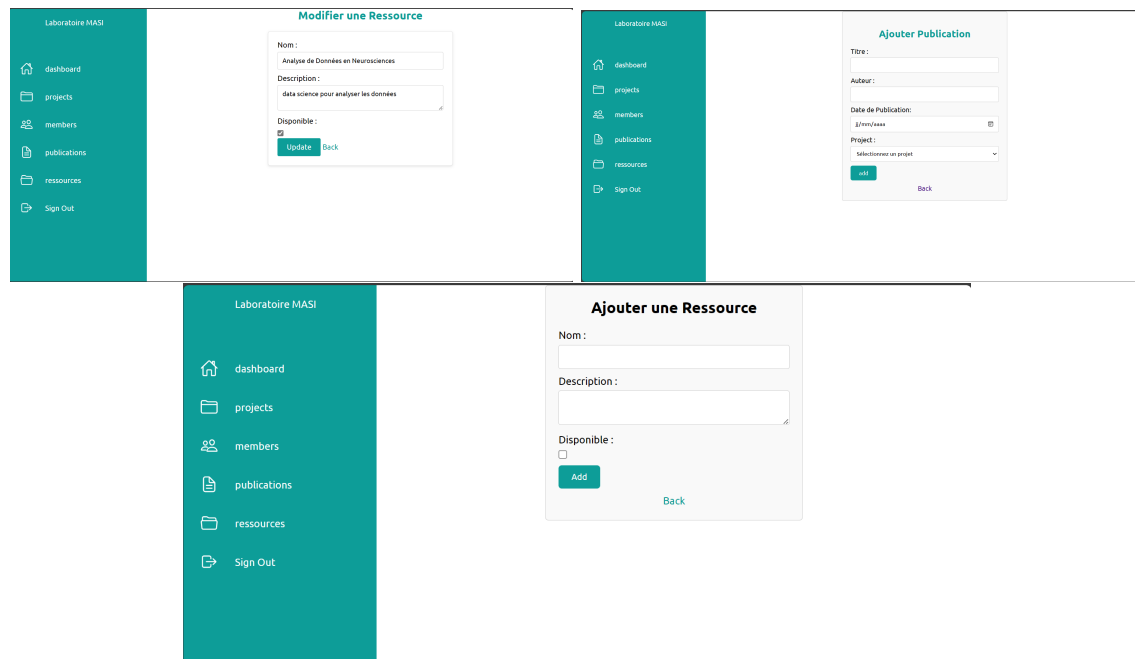 Laboratoire MASI
dashboard
projects
members
publications
ressources
Sign Out
Modifier une Ressource
Nom :
Analyse de Données en Neurosciences
Description :
data science pour analyser les données
Disponible :
Update Back
Laboratoire MASI
dashboard
projects
members
publications
ressources
Sign Out
Ajouter Publication
Titre :
Auteur :
Date de Publication:
jj/mm/aaaa
Project :
Sélectionnez un projet
add
Back
Laboratoire MASI
dashboard
projects
members
publications
ressources
Sign Out
Ajouter une Ressource
Nom :
Description :
Disponible :
Add
Back